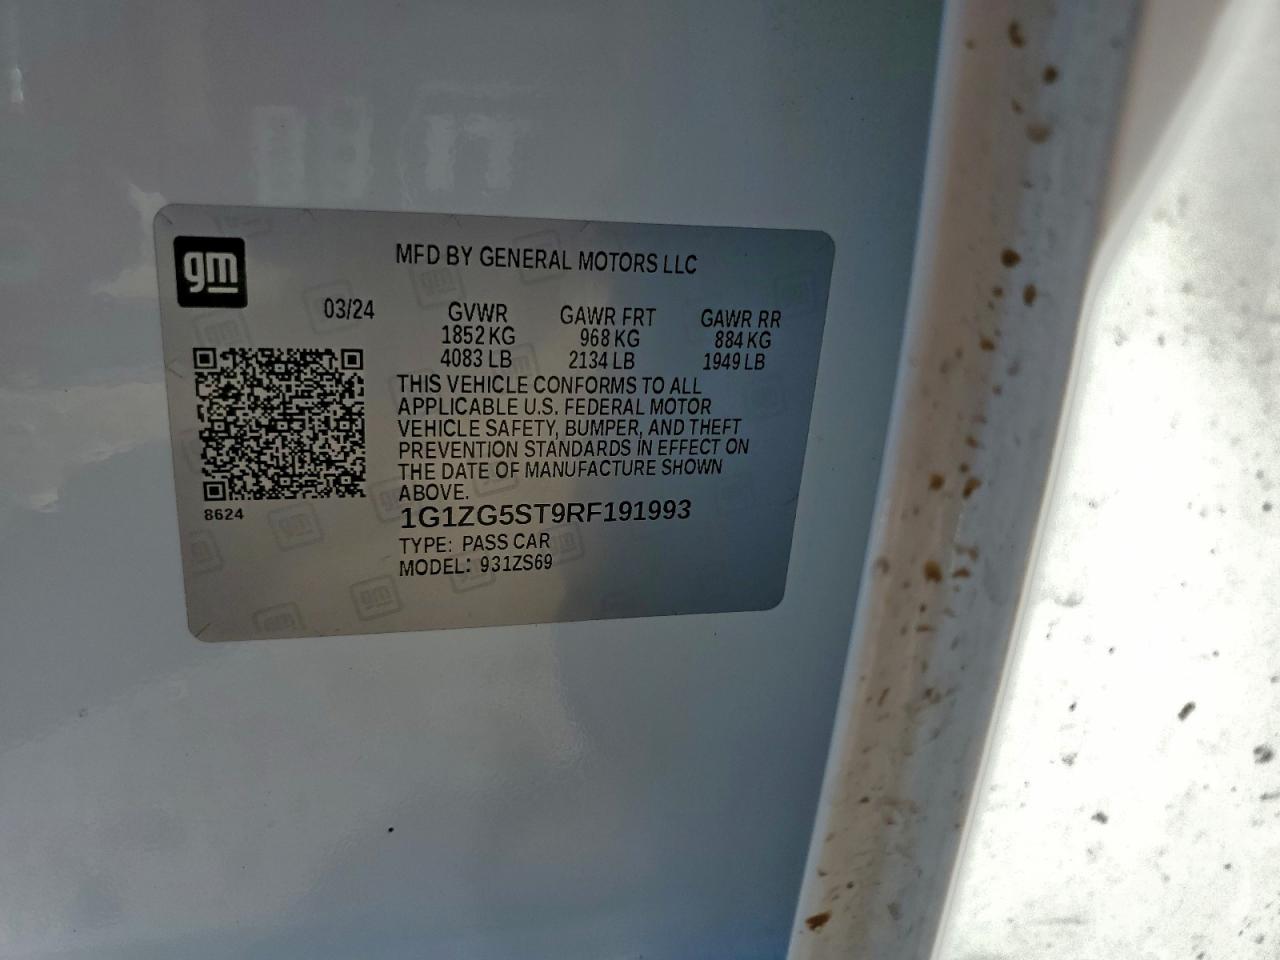 gm
MFD BY GENERAL MOTORS LLC
03/24 GVWR GAWR FRT GAWR RR
1852 KG 968 KG 884 KG
4083 LB 2134 LB 1949 LB
THIS VEHICLE CONFORMS TO ALL
APPLICABLE U.S. FEDERAL MOTOR
VEHICLE SAFETY, BUMPER, AND THEFT
PREVENTION STANDARDS IN EFFECT ON
THE DATE OF MANUFACTURE SHOWN
ABOVE.
8624
1G1ZG5ST9RF191993
TYPE: PASS CAR
MODEL: 931ZS69